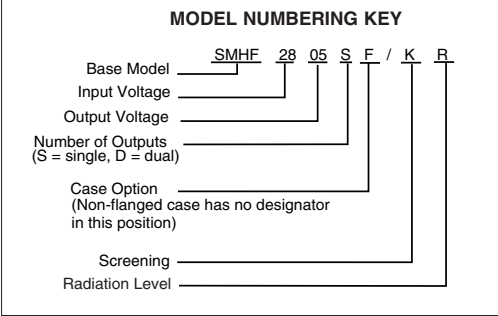 MODEL NUMBERING KEY
SMHF 28 05 S F / K R
Base Model
Input Voltage
Output Voltage
Number of Outputs
(S = single, D = dual)
Case Option
(Non-flanged case has no designator
in this position)
Screening
Radiation Level